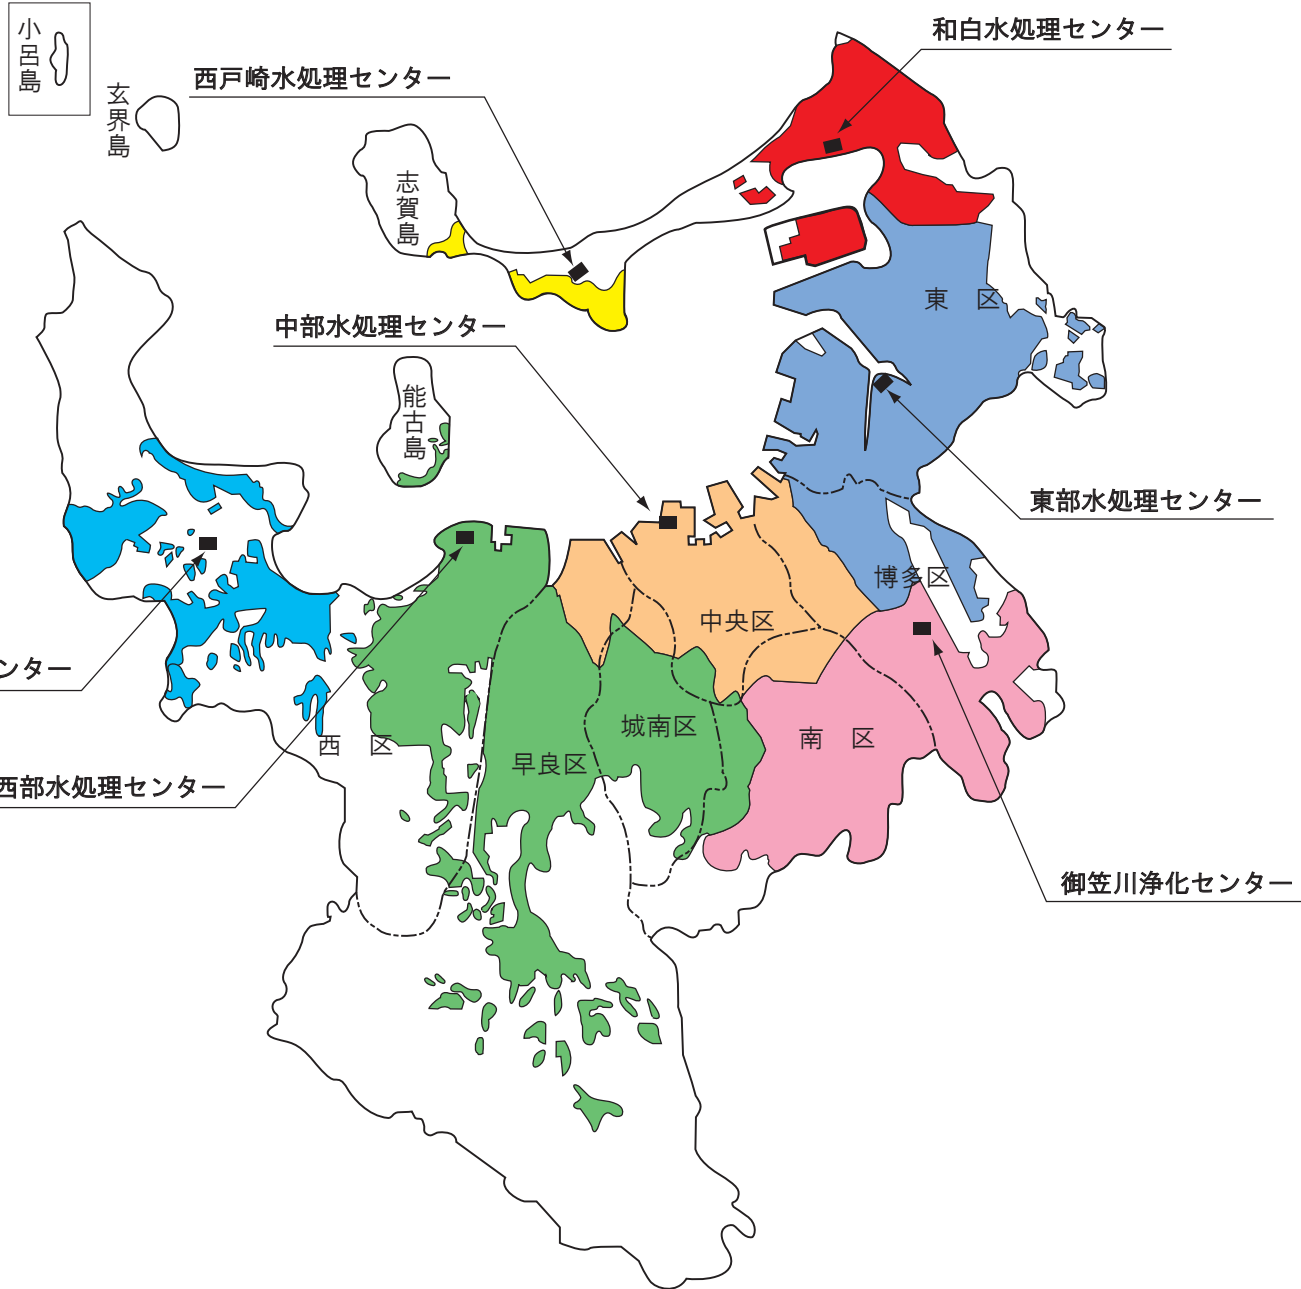 小呂島
玄界島
西戸崎水処理センター
和白水処理センター
志賀島
東 区
中部水処理センター
能古島
東部水処理センター
博多区
中央区
ンター
西 区
城南区
南 区
早良区
西部水処理センター
御笠川浄化センター